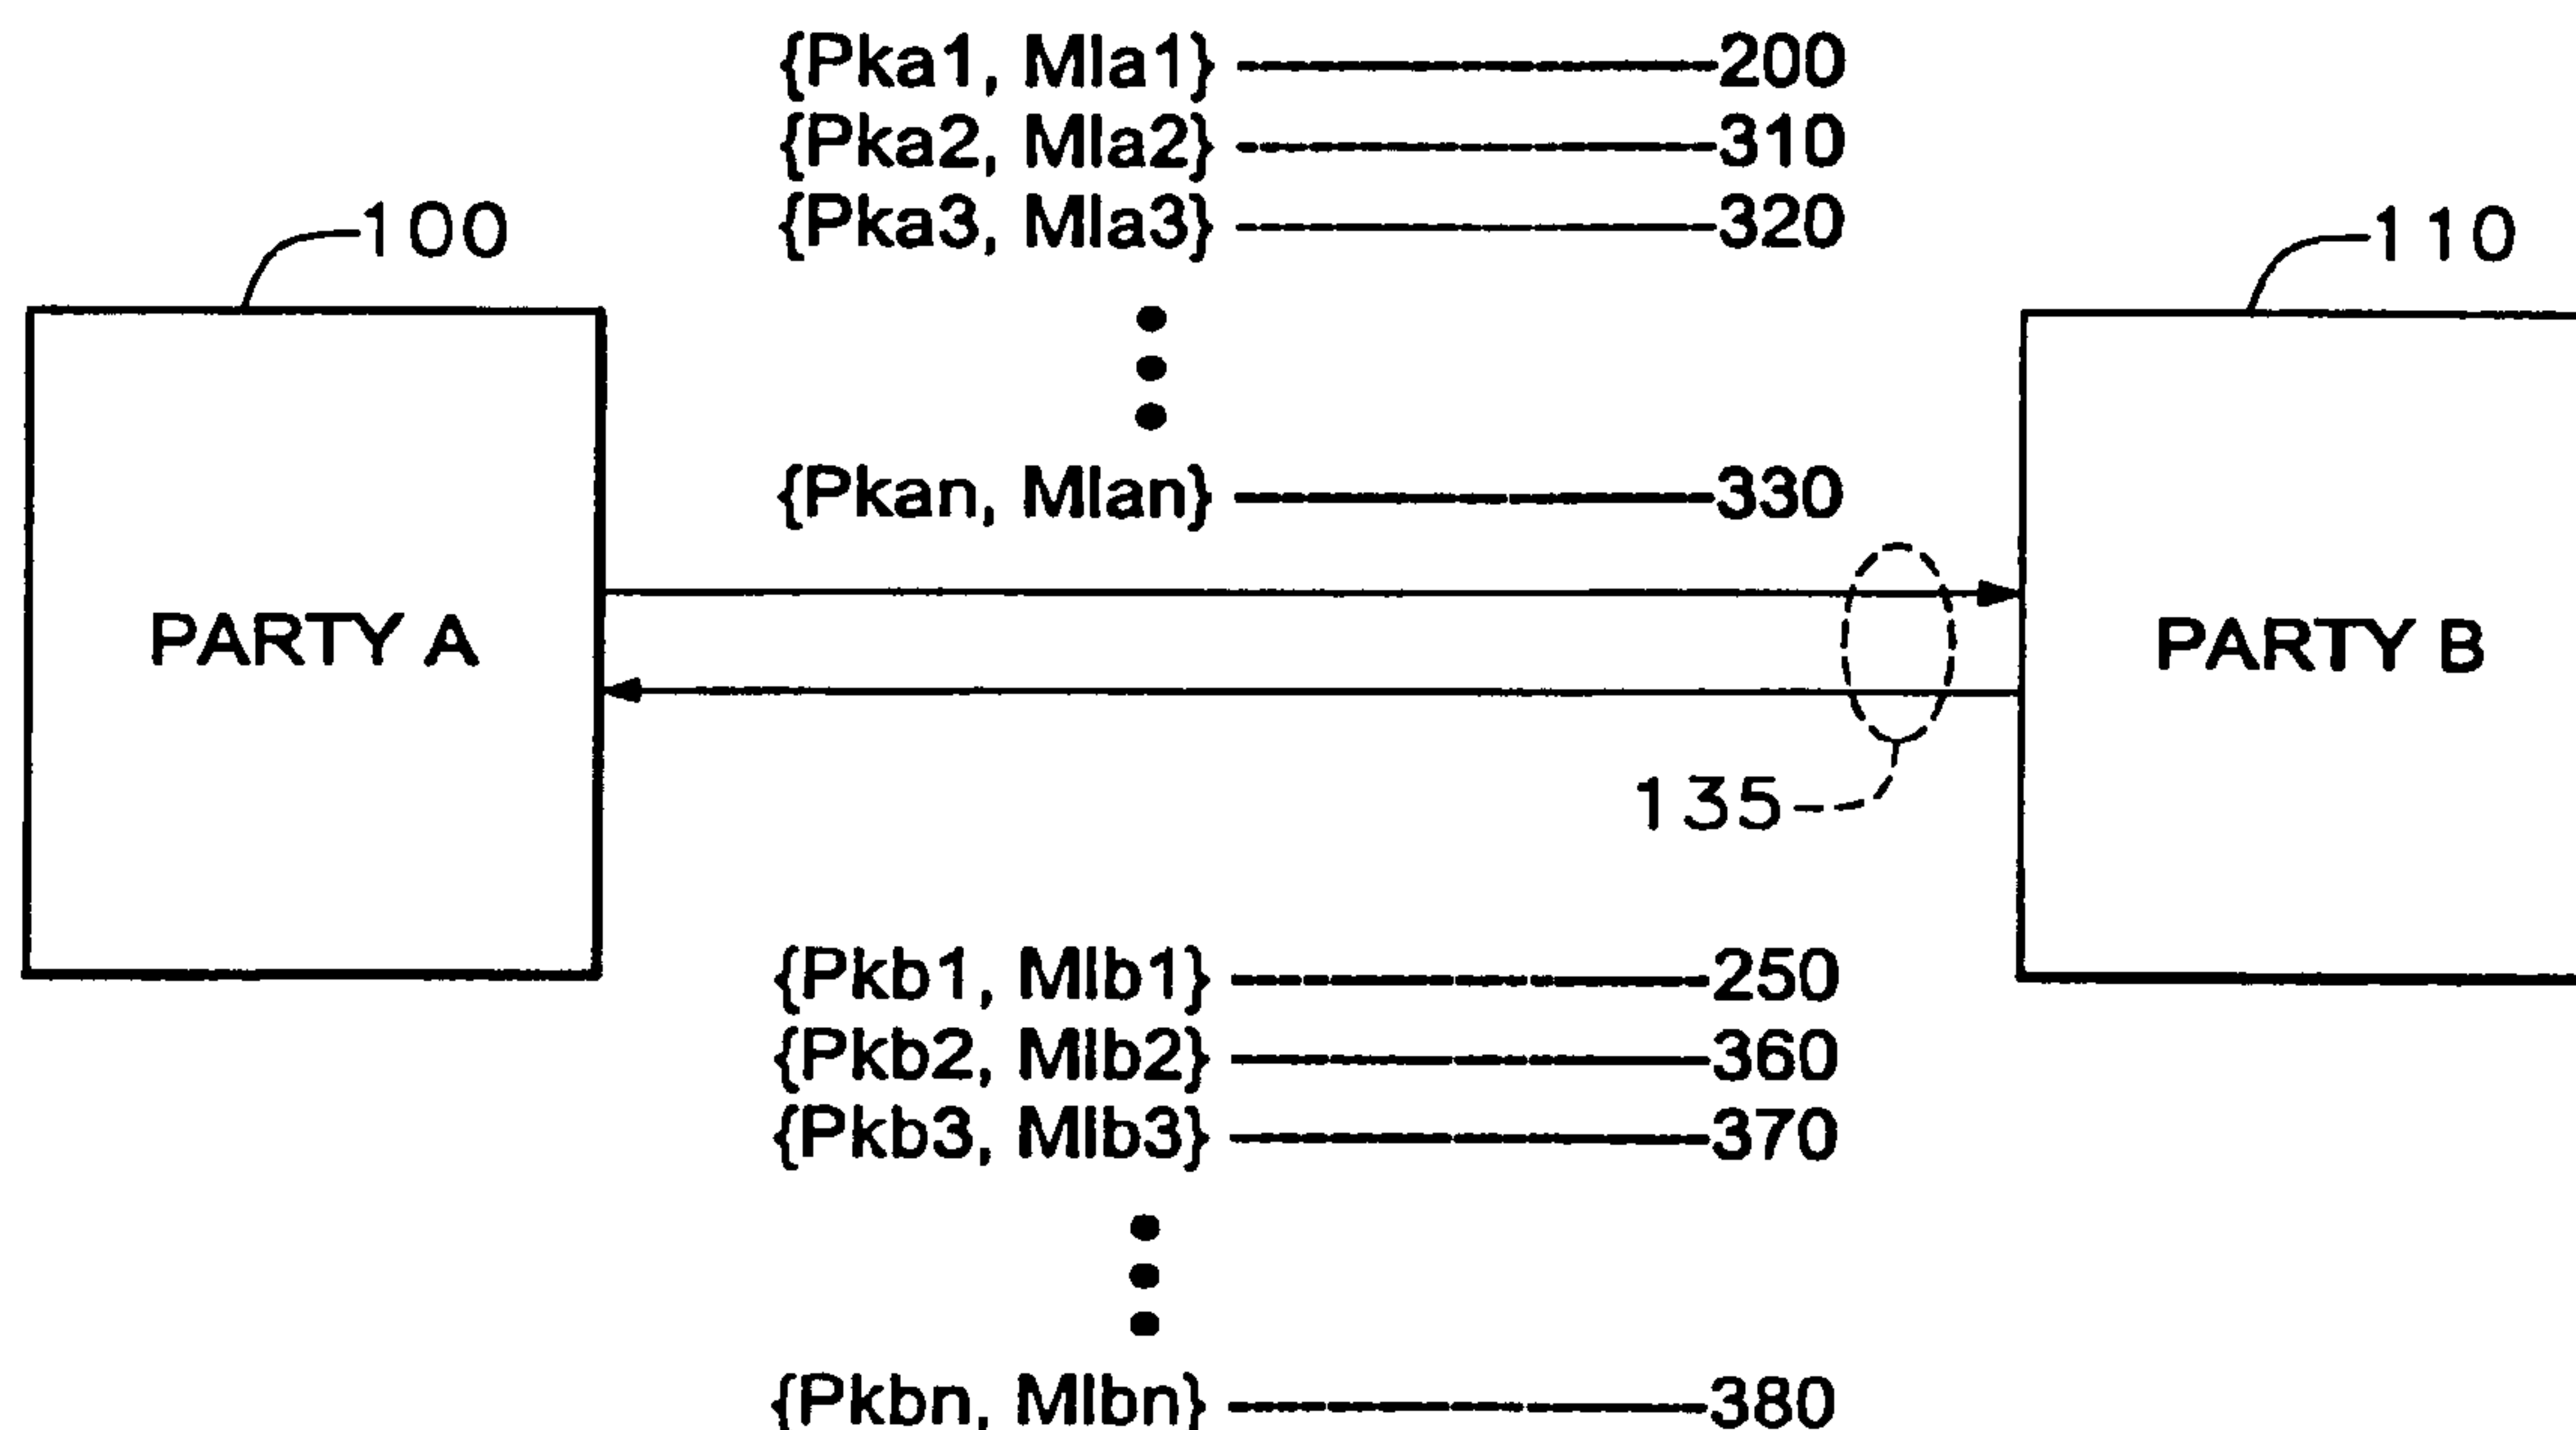 {Pka1, Mla1} 200
{Pka2, Mla2} 310
{Pka3, Mla3} 320
100
110
{Pkan, Mlan} 330
PARTY A
PARTY B
135
{Pkb1, Mlb1} 250
{Pkb2, Mlb2} 360
{Pkb3, Mlb3} 370
{Pkbn, Mlbn} 380